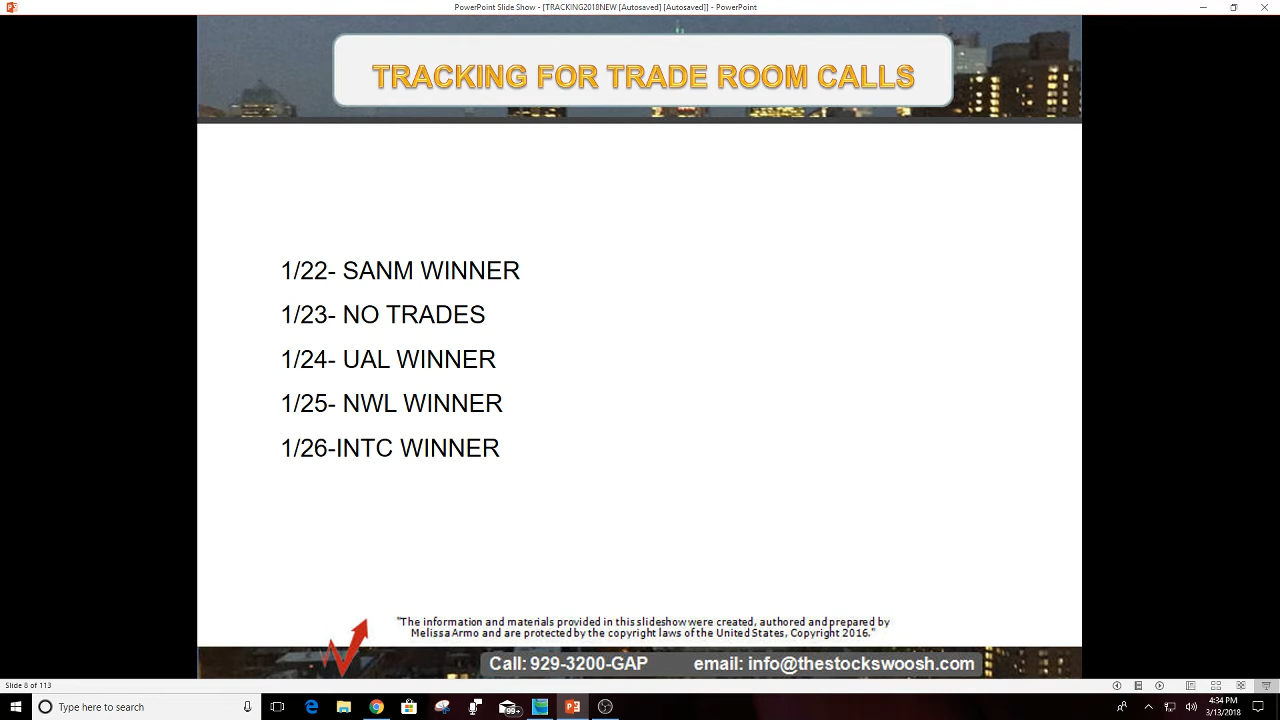 PowerPoint Slide Show - [TRACKING2018NEW [Autosaved] [Autosaved]] - PowerPoint
TRACKING FOR TRADE ROOM CALLS
1/22- SANM WINNER
1/23- NO TRADES
1/24- UAL WINNER
1/25- NWL WINNER
1/26-INTC WINNER
"The information and materials provided in this slideshow were created, authored and prepared by
Melissa Armo and are protected by the copyright laws of the United States, Copyright 2016."
Call: 929-3200-GAP email: info@thestockswoosh.com
Slide 8 of 113
Type here to search
99+
4:34 PM
3/13/2018